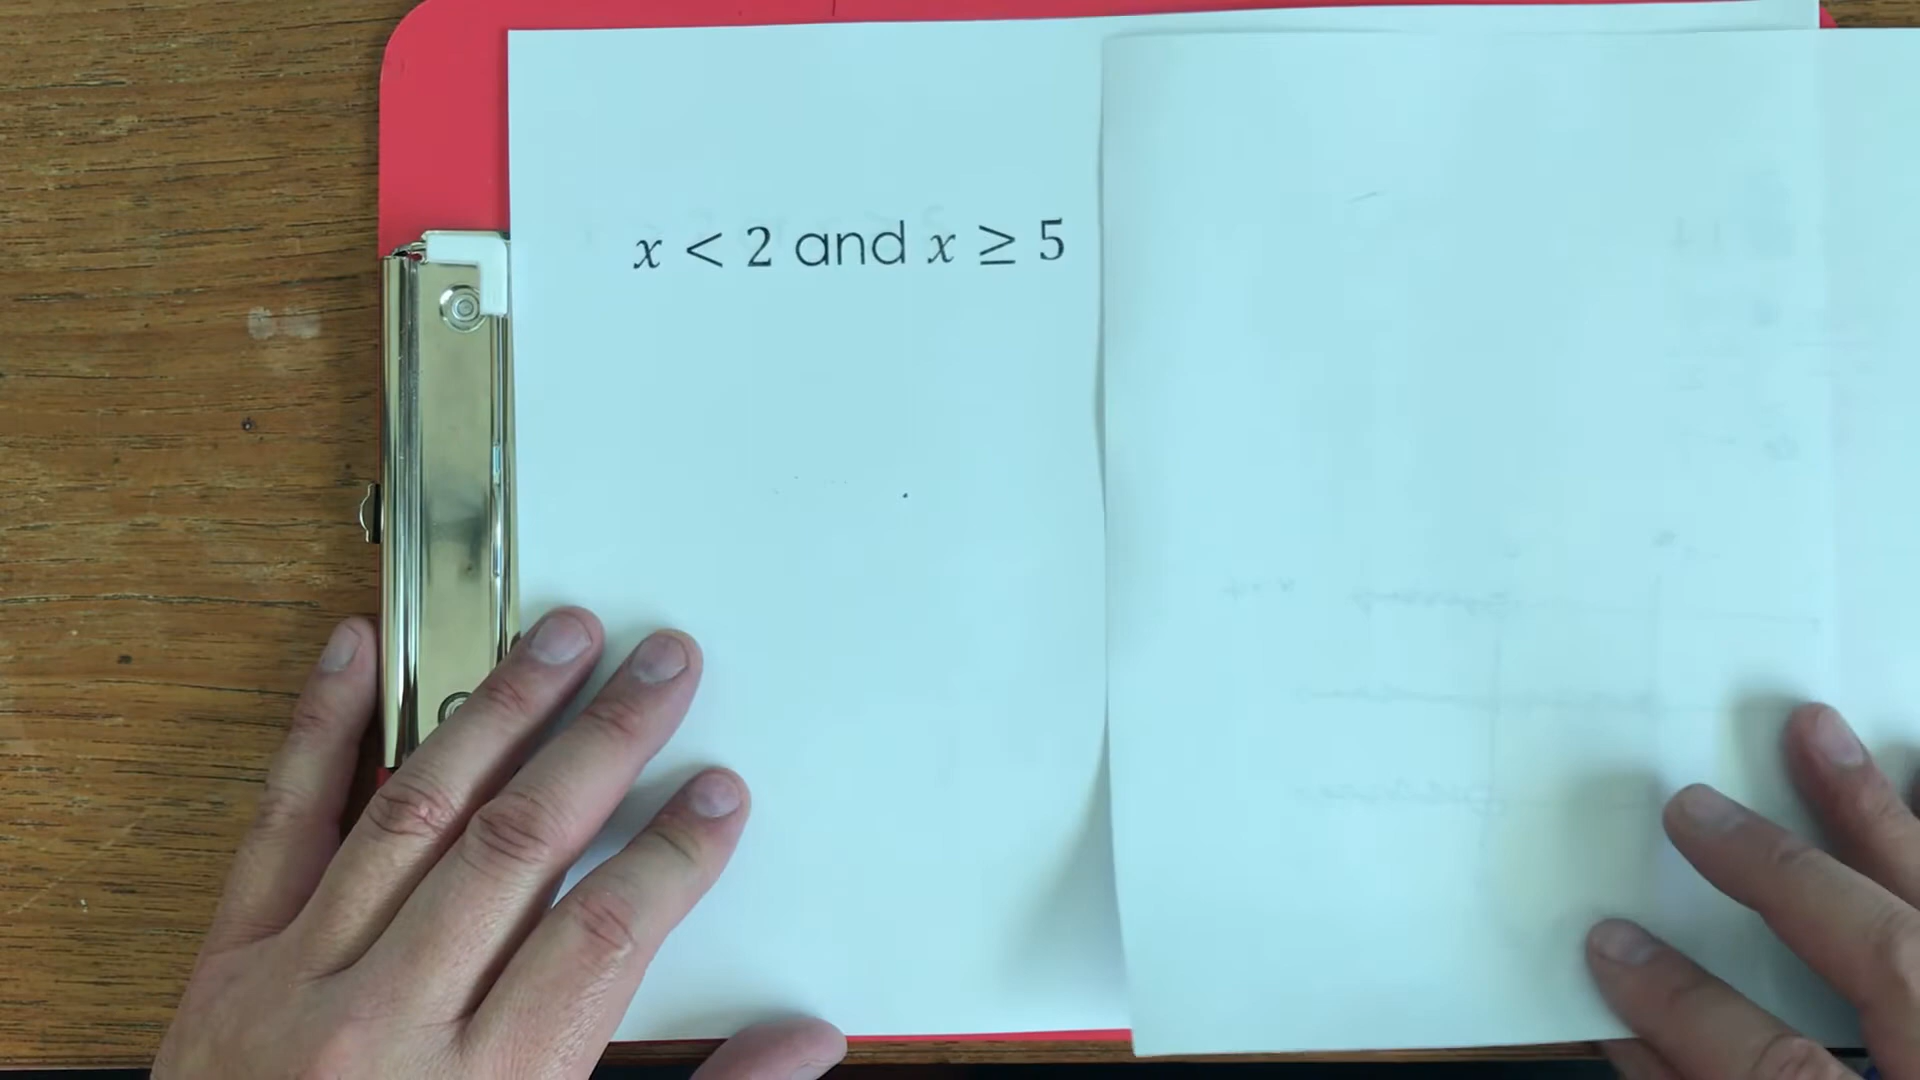 x < 2 and x ≥ 5